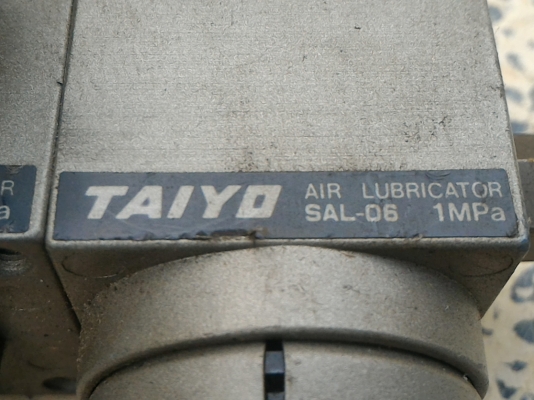 TAIYO
AIR LUBRICATOR
SAL-06 1MPa
R
a